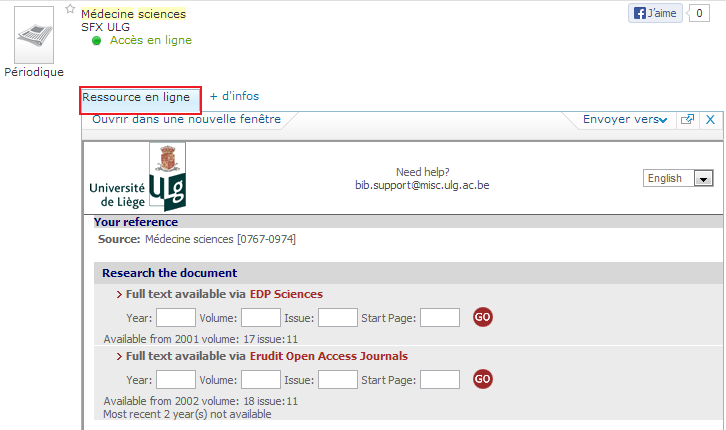 Médecine sciences
J'aime
0
SFX ULG
Accès en ligne
Périodique
Ressource en ligne
+ d'infos
Ouvrir dans une nouvelle fenêtre
Envoyer vers
X
Université de Liège
ULg
Need help?
bib.support@misc.ulg.ac.be
English
Your reference
Source: Médecine sciences [0767-0974]
Research the document
> Full text available via EDP Sciences
Year: Volume: Issue: Start Page: GO
Available from 2001 volume: 17 issue:11
> Full text available via Erudit Open Access Journals
Year: Volume: Issue: Start Page: GO
Available from 2002 volume: 18 issue:11
Most recent 2 year(s) not available